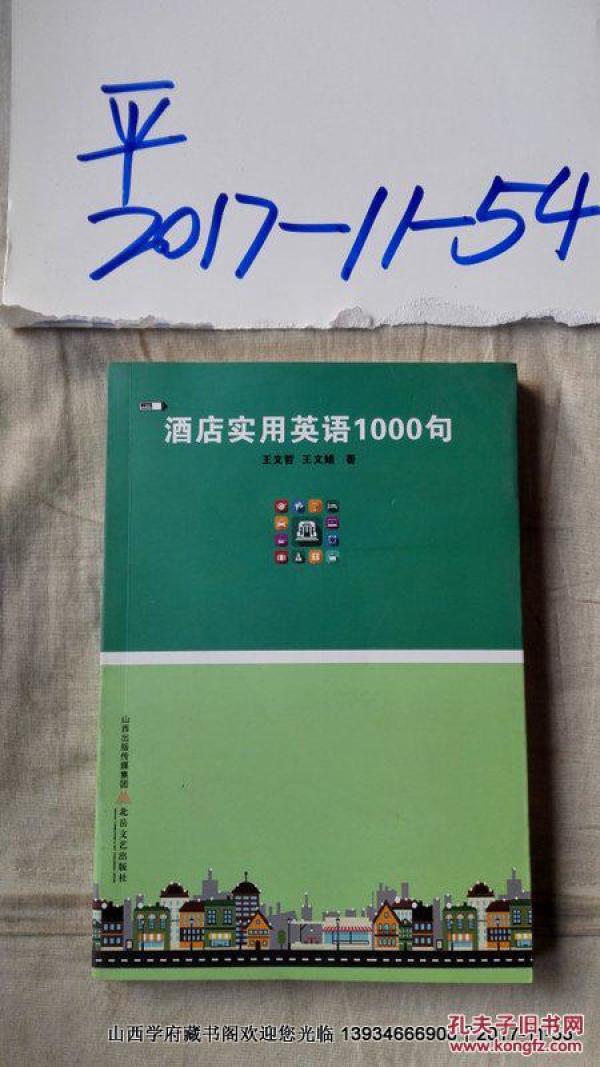 平
2017-11-54
酒店实用英语1000句
王文哲 王文娟 著
山西出版传媒集团
北岳文艺出版社
山西学府藏书阁欢迎您光临 13934666903 2017-11-03
孔夫子旧书网
www.kongfz.com